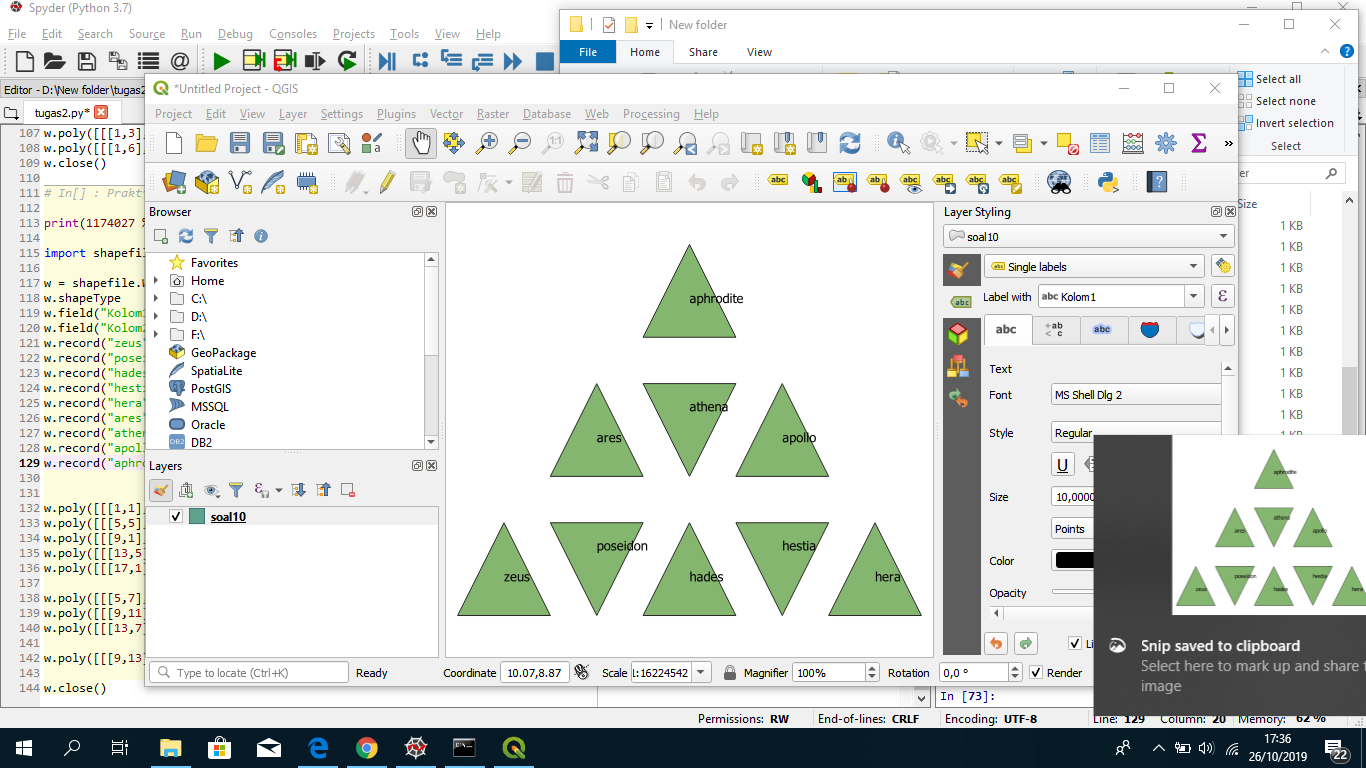 Spyder (Python 3.7)
File Edit Search Source Run Debug Consoles Projects Tools View Help
Editor - D:\New folder\tugas2
tugas2.py*
New folder
File Home Share View
Select all
Select none
Invert selection
Select
Size
1 KB
1 KB
1 KB
1 KB
1 KB
1 KB
1 KB
1 KB
1 KB
1 KB
1 KB
107 w.poly([[[1,3],
108 w.poly([[[1,6],
109 w.close()
110
111 # In[] : Prakt
112
113 print(1174027 %
114
115 import shapefil
116
117 w = shapefile.W
118 w.shapeType
119 w.field("Kolom1
120 w.field("Kolom2
121 w.record("zeus"
122 w.record("posei
123 w.record("hades
124 w.record("hesti
125 w.record("hera"
126 w.record("ares"
127 w.record("athen
128 w.record("apoll
129 w.record("aphro
130
131
132 w.poly([[[1,1],
133 w.poly([[[5,5],
134 w.poly([[[9,1],
135 w.poly([[[13,5]
136 w.poly([[[17,1]
137
138 w.poly([[[5,7],
139 w.poly([[[9,11]
140 w.poly([[[13,7]
141
142 w.poly([[[9,13]
143
144 w.close()
*Untitled Project - QGIS
Project Edit View Layer Settings Plugins Vector Raster Database Web Processing Help
Browser
Favorites
Home
C:\
D:\
F:\
GeoPackage
SpatiaLite
PostGIS
MSSQL
Oracle
DB2
Layers
soal10
aphrodite
ares
athena
apollo
zeus
poseidon
hades
hestia
hera
Layer Styling
soal10
Single labels
Label with abc Kolom1
Text
Font MS Shell Dlg 2
Style Regular
U
Size 10,0000
Points
Color
Opacity
Li
Type to locate (Ctrl+K) Ready Coordinate 10.07,8.87 Scale 1:16224542 Magnifier 100% Rotation 0,0 ° Render
aphrodite
ares
athena
apollo
zeus
poseidon
hades
hestia
hera
Snip saved to clipboard
Select here to mark up and share t
image
In [73]:
Permissions: RW End-of-lines: CRLF Encoding: UTF-8 Line: 129 Column: 20 Memory: 62 %
17:36
26/10/2019
22